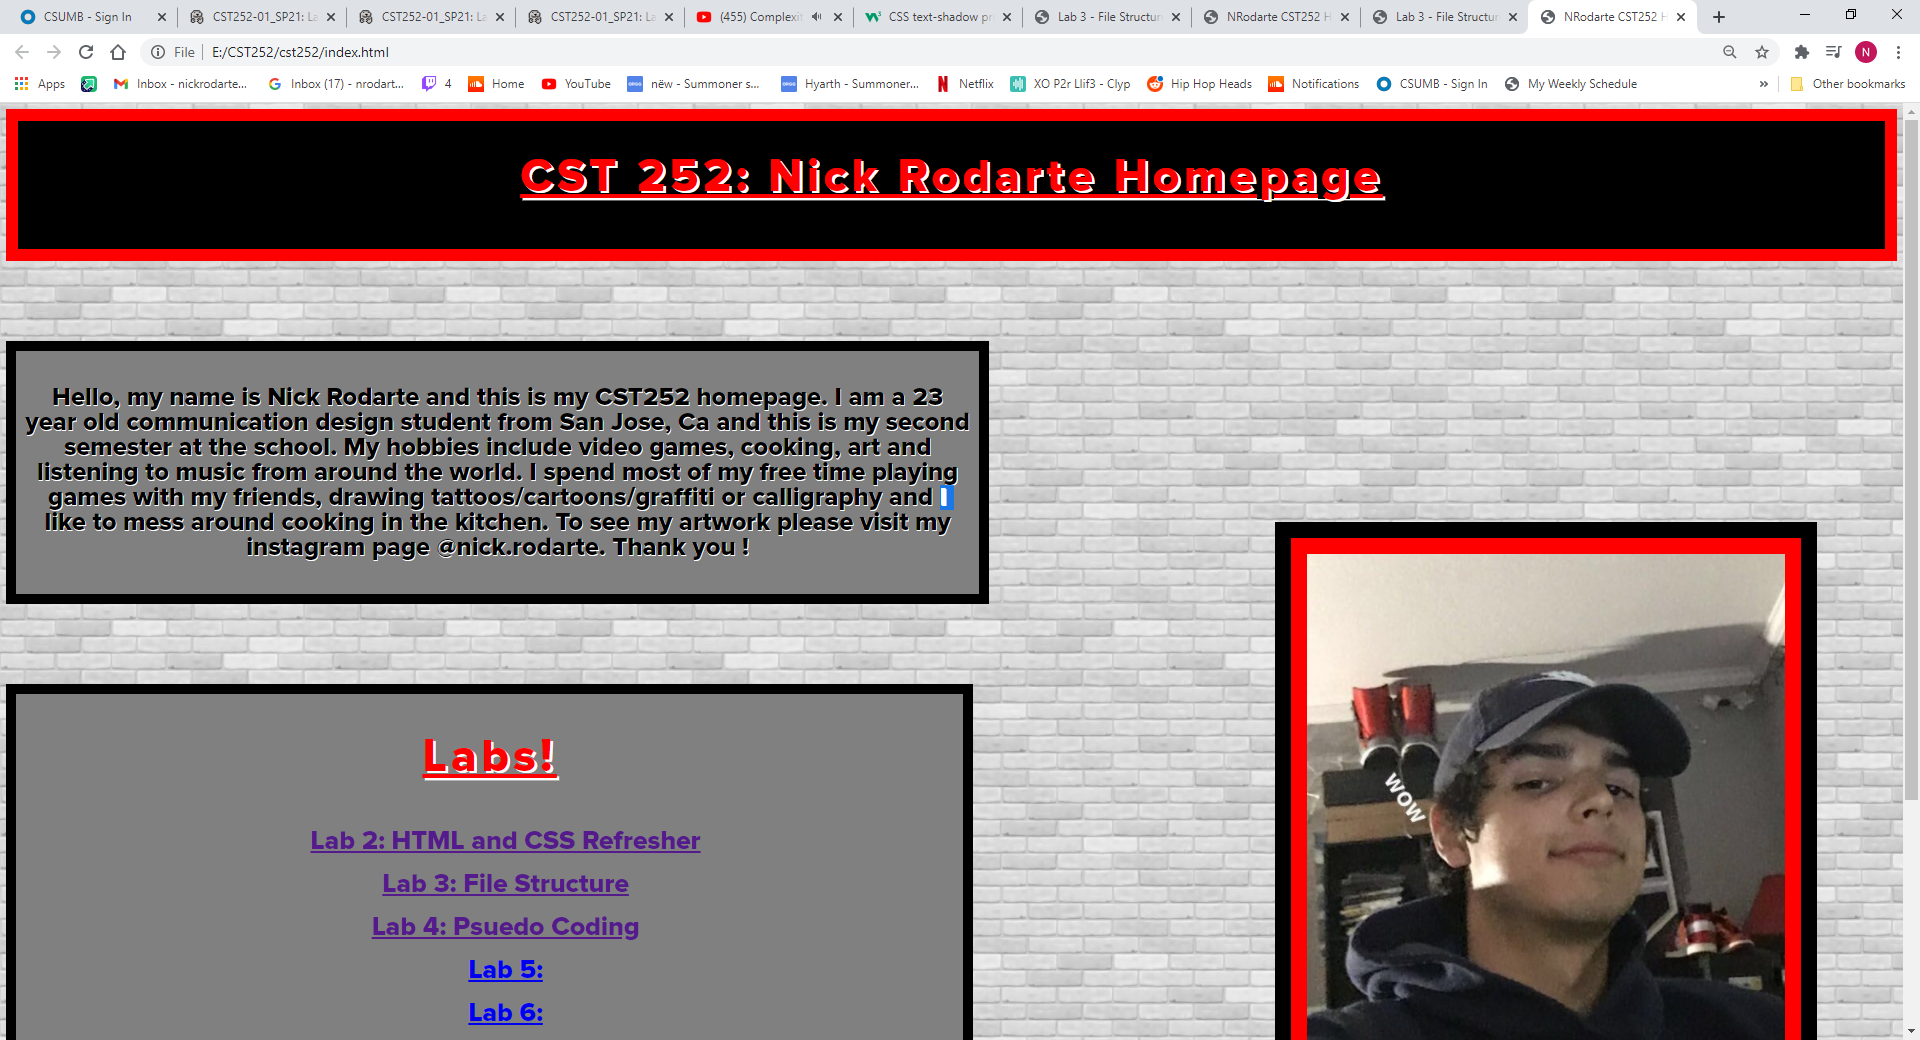 CSUMB - Sign In
CST252-01_SP21: La
CST252-01_SP21: La
CST252-01_SP21: La
(455) Complexit
CSS text-shadow pr
Lab 3 - File Structur
NRodarte CST252 H
Lab 3 - File Structur
NRodarte CST252 H
File
E:/CST252/cst252/index.html
N
Apps
Inbox - nickrodarte...
Inbox (17) - nrodart...
4
Home
YouTube
nëw - Summoner s...
Hyarth - Summoner...
Netflix
XO P2r Llif3 - Clyp
Hip Hop Heads
Notifications
CSUMB - Sign In
My Weekly Schedule
Other bookmarks
CST 252: Nick Rodarte Homepage
Hello, my name is Nick Rodarte and this is my CST252 homepage. I am a 23
year old communication design student from San Jose, Ca and this is my second
semester at the school. My hobbies include video games, cooking, art and
listening to music from around the world. I spend most of my free time playing
games with my friends, drawing tattoos/cartoons/graffiti or calligraphy and I
like to mess around cooking in the kitchen. To see my artwork please visit my
instagram page @nick.rodarte. Thank you !
Labs!
Lab 2: HTML and CSS Refresher
Lab 3: File Structure
Lab 4: Psuedo Coding
Lab 5:
Lab 6:
WOW